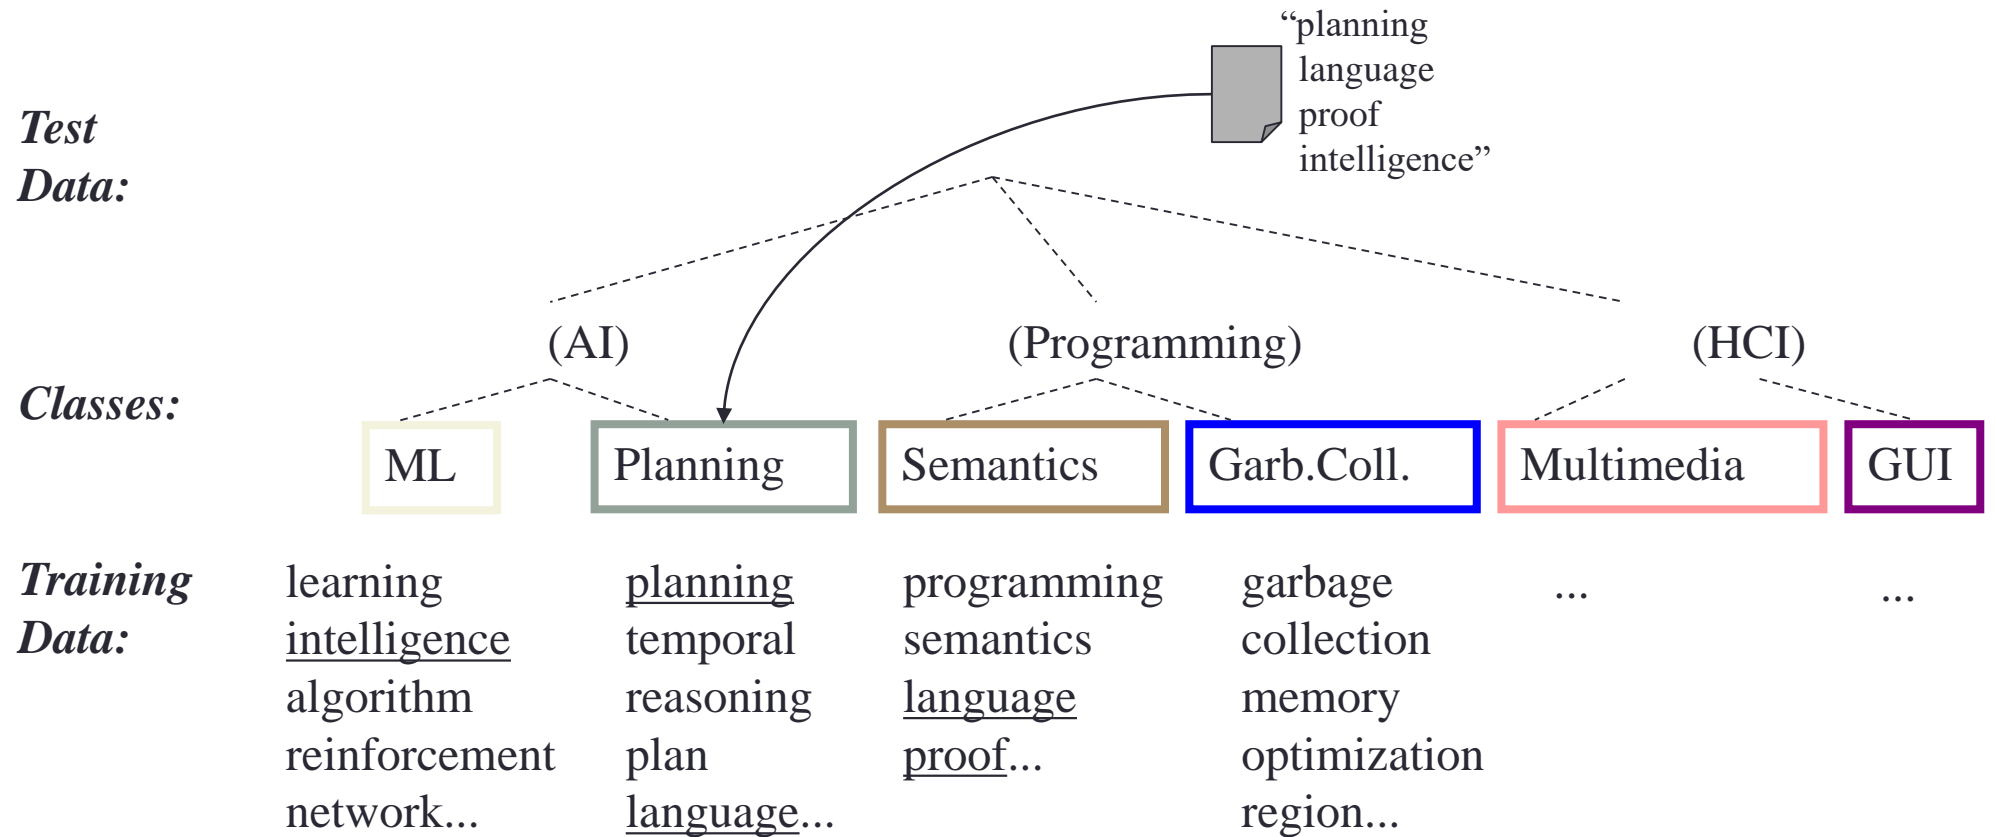 “planning
language
proof
intelligence”
Test
Data:
(AI)
(Programming)
(HCI)
Classes:
ML
Planning
Semantics
Garb.Coll.
Multimedia
GUI
Training
Data:
learning
intelligence
algorithm
reinforcement
network...
planning
temporal
reasoning
plan
language...
programming
semantics
language
proof...
garbage
collection
memory
optimization
region...
...
...